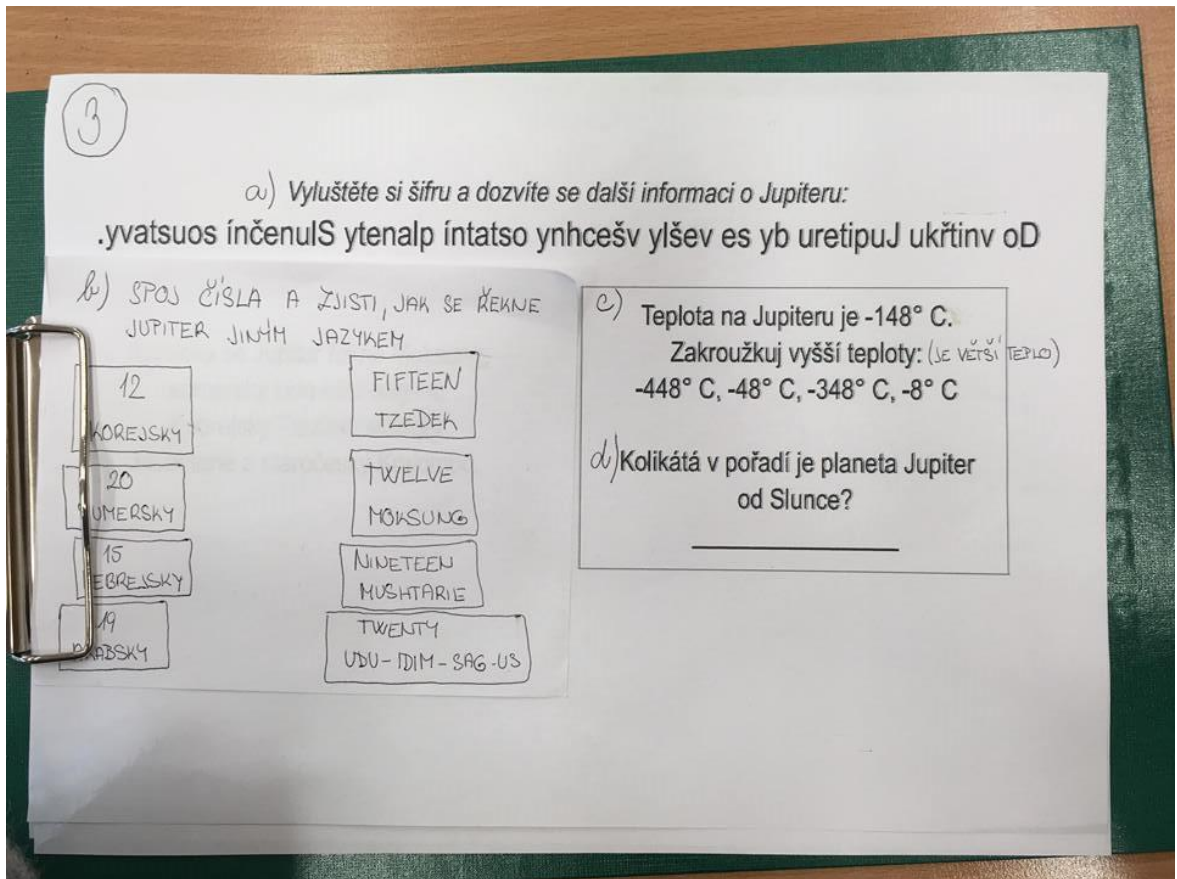 3
a) Vyluštěte si šifru a dozvíte se další informaci o Jupiteru:
.yvatsuos ínčenulS ytenalp íntatso ynhcešv ylšev es yb uretipuJ ukřtinv oD
b) SPOJ ČÍSLA A ZJISTI, JAK SE ŘEKNE
JUPITER JINÝM JAZYKEM
12
KOREJSKY
20
UMERSKY
15
EBREJSKY
19
RABSKY
FIFTEEN
TZEDEK
TWELVE
MOKSUNG
NINETEEN
MUSHTARIE
TWENTY
UDU-IDIM-SAG-US
c) Teplota na Jupiteru je -148° C.
Zakroužkuj vyšší teploty: (JE VĚTŠÍ TEPLO)
-448° C, -48° C, -348° C, -8° C
d) Kolikátá v pořadí je planeta Jupiter
od Slunce?